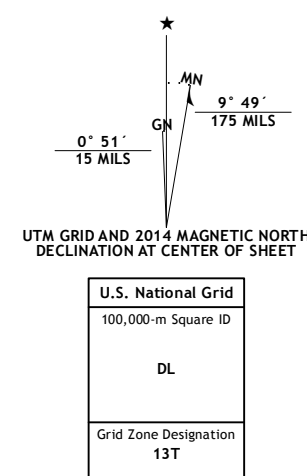 MN
9° 49´
175 MILS
GN
0° 51´
15 MILS
UTM GRID AND 2014 MAGNETIC NORTH
DECLINATION AT CENTER OF SHEET
U.S. National Grid
100,000-m Square ID
DL
Grid Zone Designation
13T